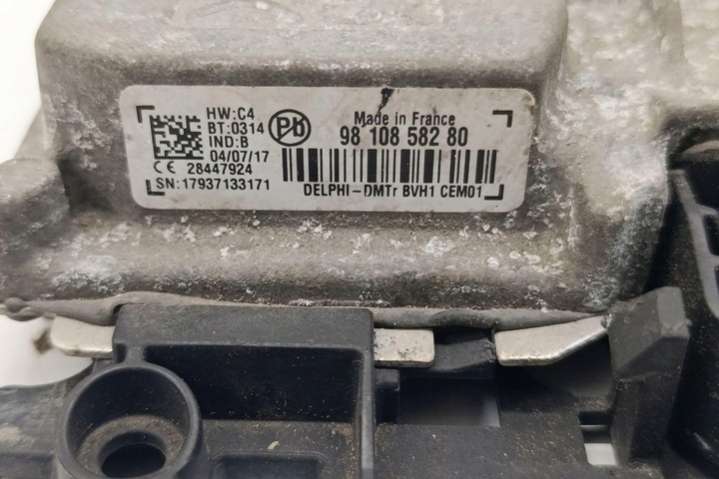 HW:C4
BT:0314
IND:B
04/07/17
CE 28447924
SN:17937133171
Pb
Made in France
98 108 582 80
DELPHI-DMTr BVH1 CEM01